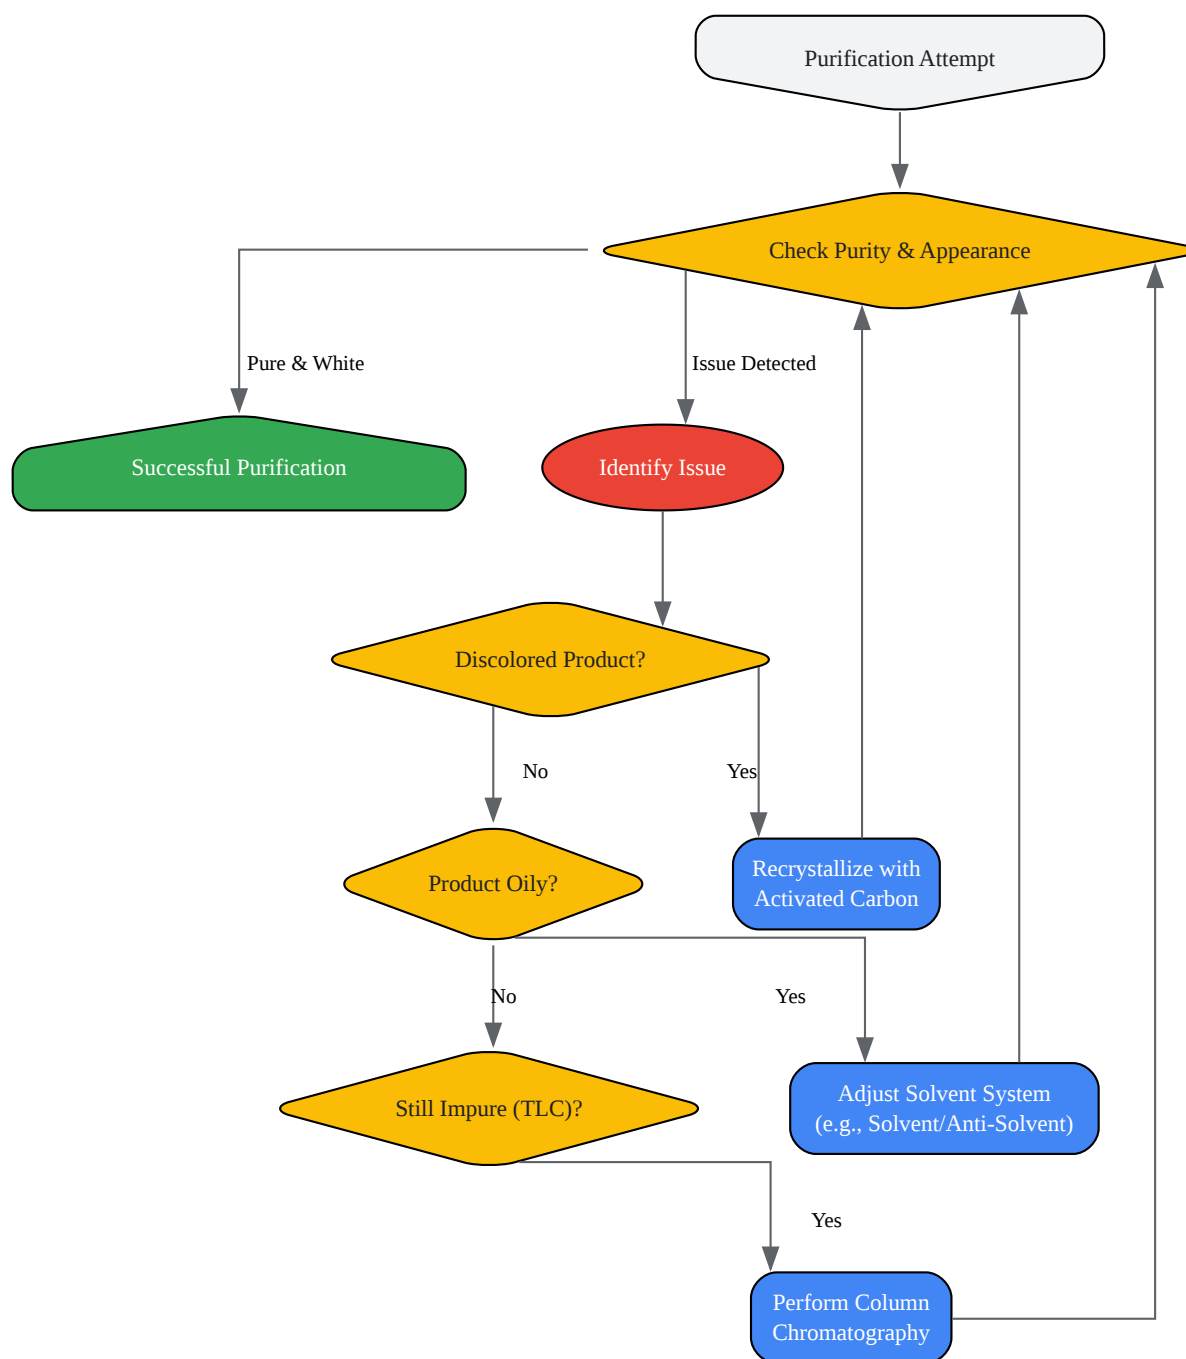 Purification Attempt
Check Purity & Appearance
Pure & White
Issue Detected
Successful Purification
Identify Issue
Discolored Product?
No
Yes
Product Oily?
Recrystallize with
Activated Carbon
No
Yes
Still Impure (TLC)?
Adjust Solvent System
(e.g., Solvent/Anti-Solvent)
Yes
Perform Column
Chromatography